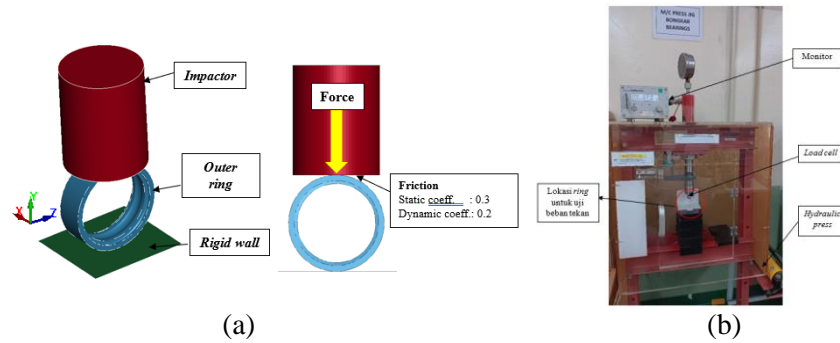 Impactor
Outer
ring
Rigid wall
Y
X
Z
Force
Friction
Static coeff. : 0.3
Dynamic coeff.: 0.2
(a)
M/C PRESS JIG
BONGKAR
BEARINGS
Monitor
Load cell
Lokasi ring
untuk uji
beban tekan
Hydraulic
press
(b)